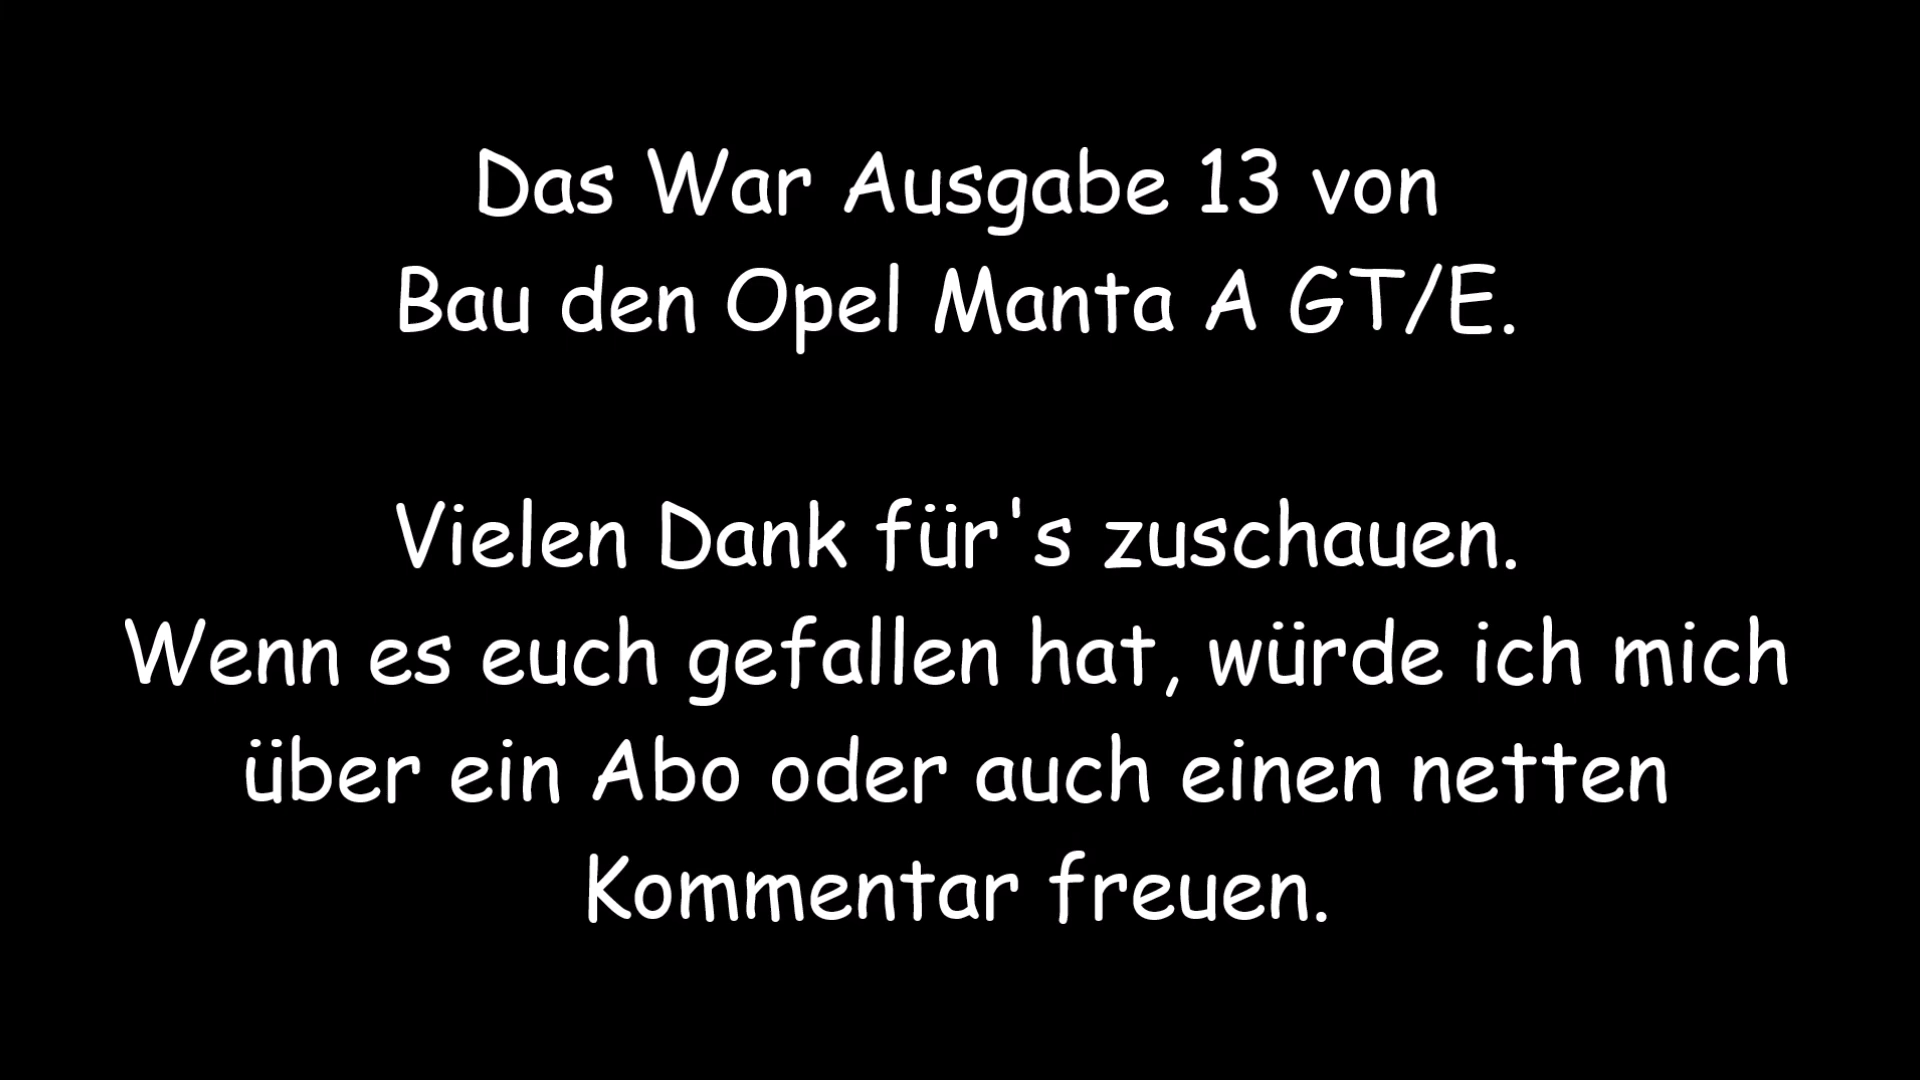 Das War Ausgabe 13 von
Bau den Opel Manta A GT/E.
Vielen Dank für's zuschauen.
Wenn es euch gefallen hat, würde ich mich
über ein Abo oder auch einen netten
Kommentar freuen.